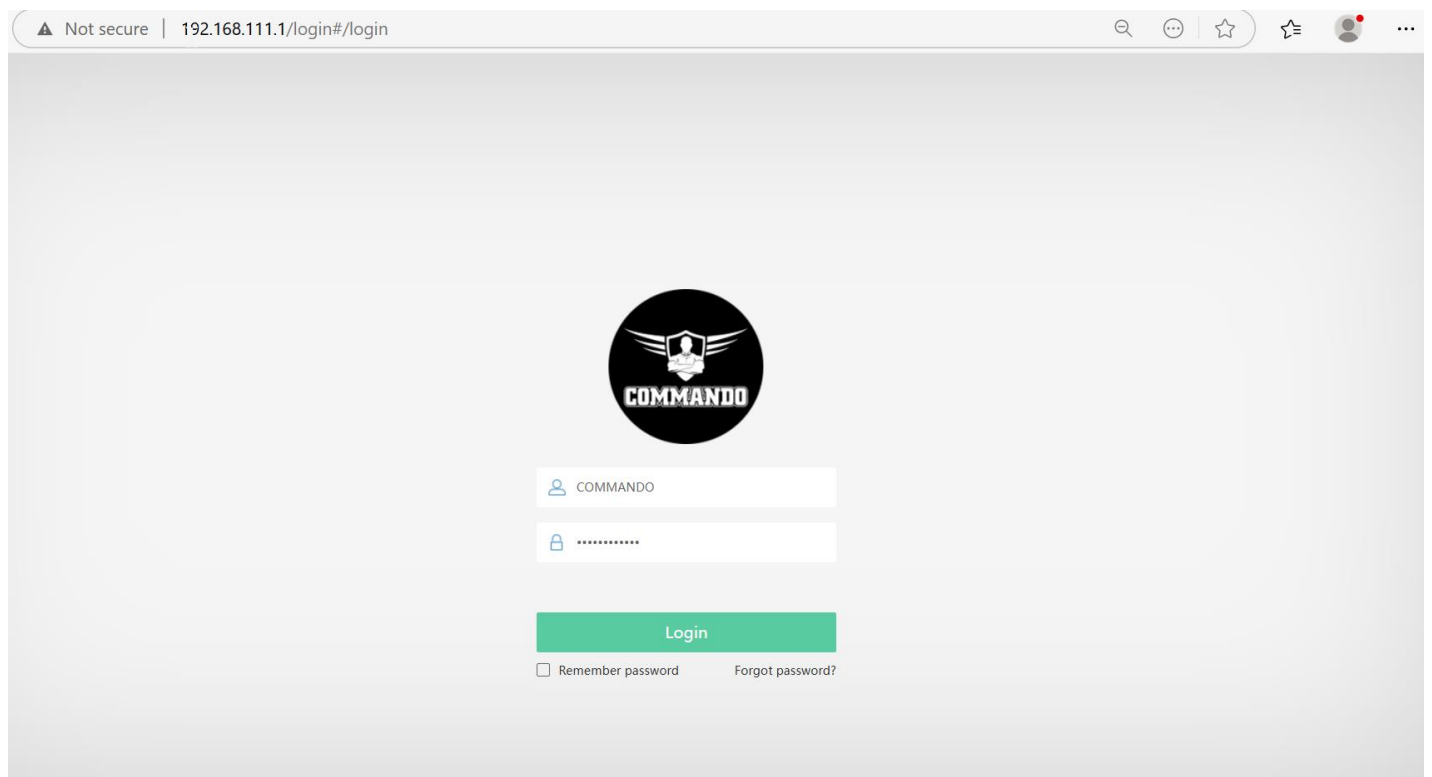 Not secure 192.168.111.1/login#/login
COMMANDO
COMMANDO
••••••••••••
Login
Remember password Forgot password?